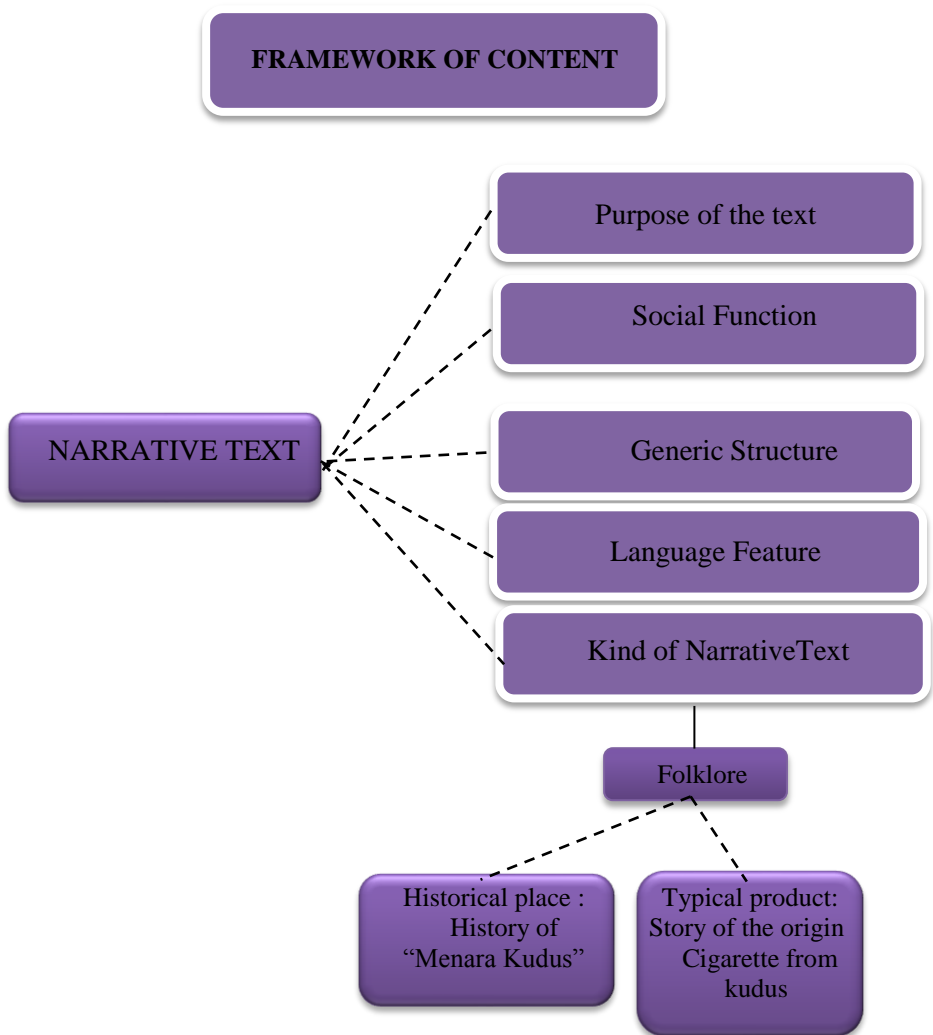 FRAMEWORK OF CONTENT
Purpose of the text
Social Function
NARRATIVE TEXT
Generic Structure
Language Feature
Kind of NarrativeText
Folklore
Historical place :
History of
“Menara Kudus”
Typical product:
Story of the origin
Cigarette from
kudus